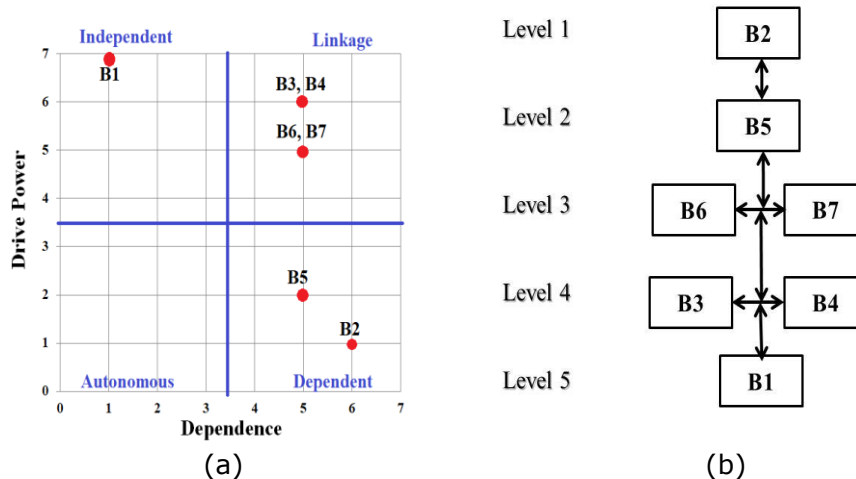 Independent
Linkage
7
6
5
4
3
2
1
0
Drive Power
B1
B3, B4
B6, B7
B5
B2
Autonomous
Dependent
0 1 2 3 4 5 6 7
Dependence
(a)
Level 1
B2
Level 2
B5
Level 3
B6
B7
Level 4
B3
B4
Level 5
B1
(b)